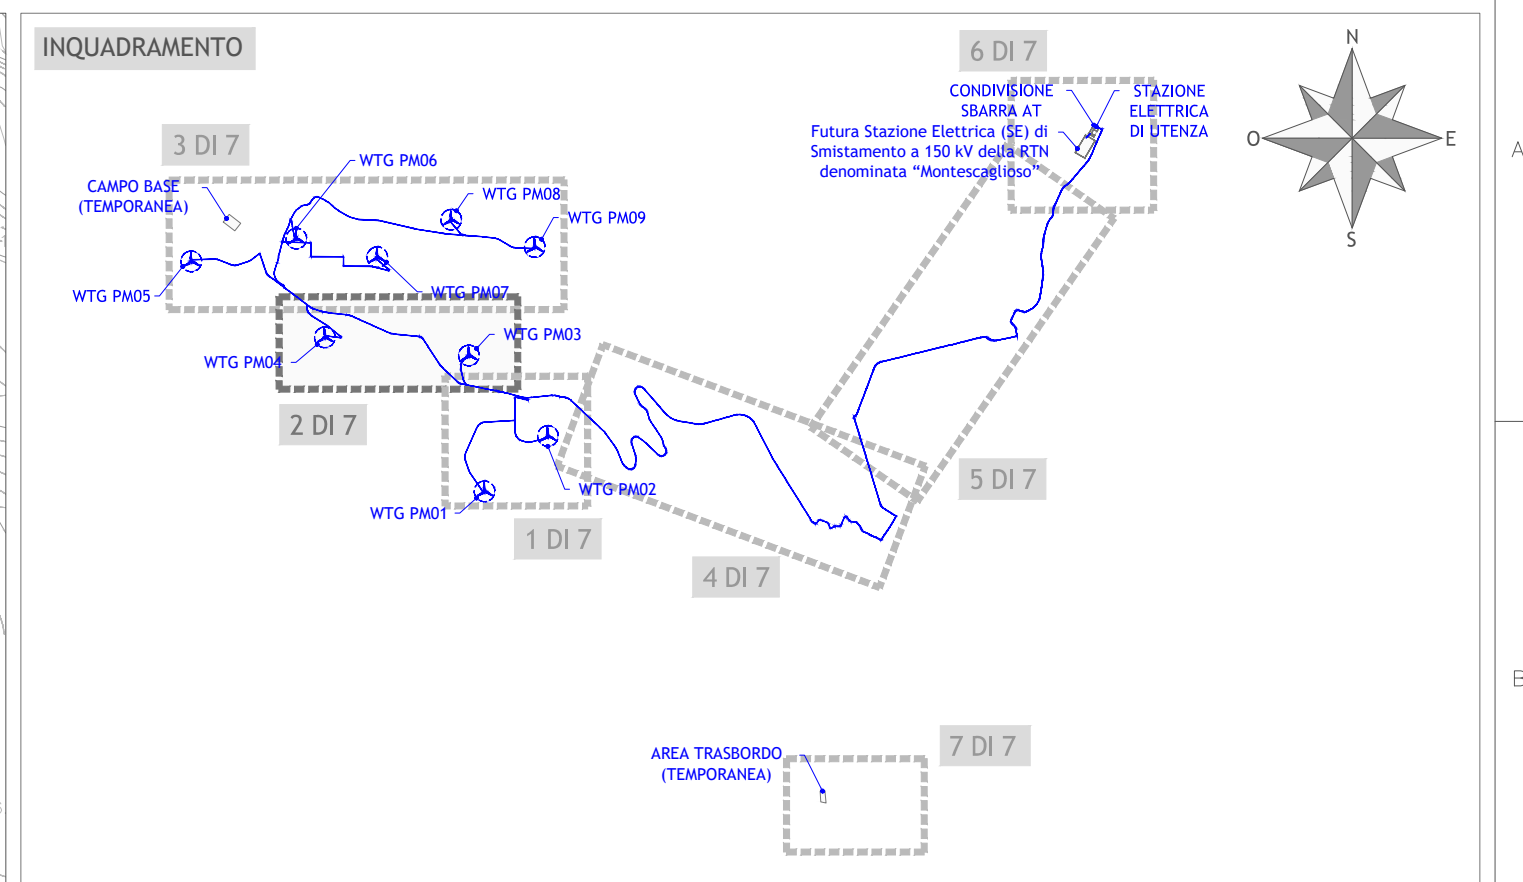 INQUADRAMENTO
6 DI 7
N
CONDIVISIONE
SBARRA AT
STAZIONE
ELETTRICA
DI UTENZA
Futura Stazione Elettrica (SE) di
Smistamento a 150 kV della RTN
denominata “Montescaglioso”
O
E
S
A
3 DI 7
WTG PM06
CAMPO BASE
(TEMPORANEA)
WTG PM08
WTG PM09
WTG PM05
WTG PM07
WTG PM03
WTG PM04
2 DI 7
WTG PM02
WTG PM01
5 DI 7
1 DI 7
4 DI 7
B
7 DI 7
AREA TRASBORDO
(TEMPORANEA)